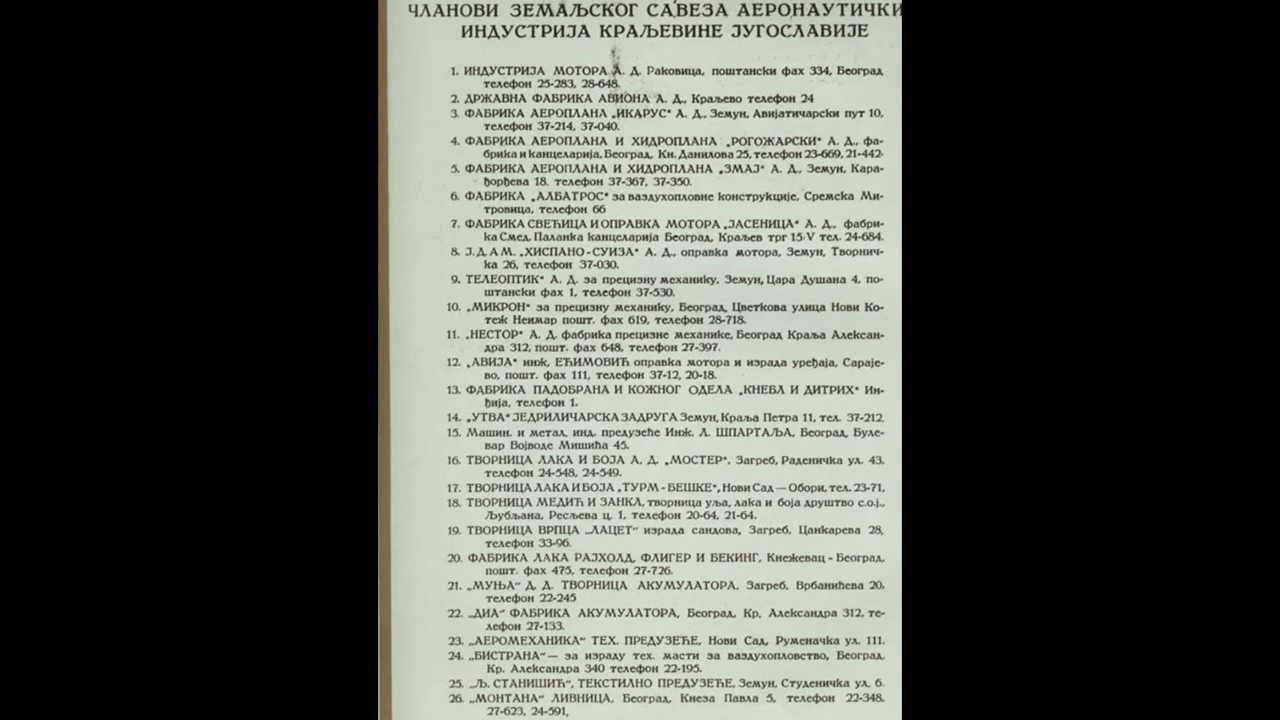 ЧЛАНОВИ ЗЕМАЉСКОГ САВЕЗА АЕРОНАУТИЧКИ
ИНДУСТРИЈА КРАЉЕВИНЕ ЈУГОСЛАВИЈЕ
1. ИНДУСТРИЈА МОТОРА А. Д. Раковица, поштански фах 334, Београд
телефон 25-283, 28-648.
2. ДРЖАВНА ФАБРИКА АВИОНА А. Д., Краљево телефон 24
3. ФАБРИКА АЕРОПЛАНА „ИКАРУС“ А. Д., Земун, Авијатичарски пут 10,
телефон 37-214, 37-040.
4. ФАБРИКА АЕРОПЛАНА И ХИДРОПЛАНА „РОГОЖАРСКИ“ А. Д., фа-
брика и канцеларија, Београд, Кн. Данилова 25, телефон 23-669, 21-442.
5. ФАБРИКА АЕРОПЛАНА И ХИДРОПЛАНА „ЗМАЈ“ А. Д., Земун, Кара-
ђорђева 18, телефон 37-367, 37-350.
6. ФАБРИКА „АЛБАТРОС“ за ваздухопловне конструкције, Сремска Ми-
тровица, телефон 66
7. ФАБРИКА СВЕЋИЦА И ОПРАВКА МОТОРА „ЈАСЕНИЦА“ А. Д., фабри-
ка Смед. Паланка канцеларија Београд, Краљев трг 15/V тел. 24-684.
8. Ј.Д.А М. „ХИСПАНО-СУИЗА“ А. Д., оправка мотора, Земун, Творнич-
ка 26, телефон 37-030.
9. ТЕЛЕОПТИК“ А. Д. за прецизну механику, Земун, Цара Душана 4, по-
штански фах 1, телефон 37-530.
10. „МИКРОН“ за прецизну механику, Београд, Цветкова улица Нови Ко-
теж Неимар пошт. фах 619, телефон 28-718.
11. „НЕСТОР“ А. Д. фабрика прецизне механике, Београд Краља Алексан-
дра 312, пошт. фах 648, телефон 27-397.
12. „АВИЈА“ инж, ЕЋИМОВИЋ оправка мотора и израда уређаја, Сараје-
во, пошт. фах 111, телефон 37-12, 20-18.
13. ФАБРИКА ПАДОБРАНА И КОЖНОГ ОДЕЛА „КНЕБЛ И ДИТРИХ“ Ин-
ђија, телефон 1.
14. „УТВА“ ЈЕДРИЛИЧАРСКА ЗАДРУГА Земун, Краља Петра 11, тел. 37-212.
15. Машин. и метал. инд. предузеће Инж. Л. ШПАРТАЉА, Београд, Буле-
вар Војводе Мишића 45.
16. ТВОРНИЦА ЛАКА И БОЈА А. Д. „МОСТЕР“, Загреб, Раденичка ул. 43.
телефон 24-548, 24-549.
17. ТВОРНИЦА ЛАКА И БОЈА „ТУРМ-БЕШКЕ“, Нови Сад — Обори, тел. 23-71,
18. ТВОРНИЦА МЕДИЋ И ЗАНКЛ, творница уља, лака и боја друштво с.о.ј.,
Љубљана, Ресљева ц. 1, телефон 20-64, 21-64.
19. ТВОРНИЦА ВРПЦА „ЛАЦЕТ“ израда сандова, Загреб, Цанкарева 28,
телефон 33-96.
20. ФАБРИКА ЛАКА РАЈХОЛД, ФЛИГЕР И БЕКИНГ, Кнежевац - Београд,
пошт. фах 475, телефон 27-726.
21. „МУЊА“ Д. Д. ТВОРНИЦА АКУМУЛАТОРА, Загреб, Врбанићева 20,
телефон 22-245
22. „ДИА“ ФАБРИКА АКУМУЛАТОРА, Београд, Кр. Александра 312, те-
лефон 27-133.
23. „АЕРОМЕХАНИКА“ ТЕХ. ПРЕДУЗЕЋЕ, Нови Сад, Руменачка ул. 111.
24. „БИСТРАНА“ — за израду тех. масти за ваздухопловство, Београд,
Кр. Александра 340 телефон 22-195.
25. „Љ. СТАНИШИЋ“, ТЕКСТИЛНО ПРЕДУЗЕЋЕ, Земун, Студеничка ул. 6.
26. „МОНТАНА“ ЛИВНИЦА, Београд, Кнеза Павла 5, телефон 22-348,
27-623, 24-591,